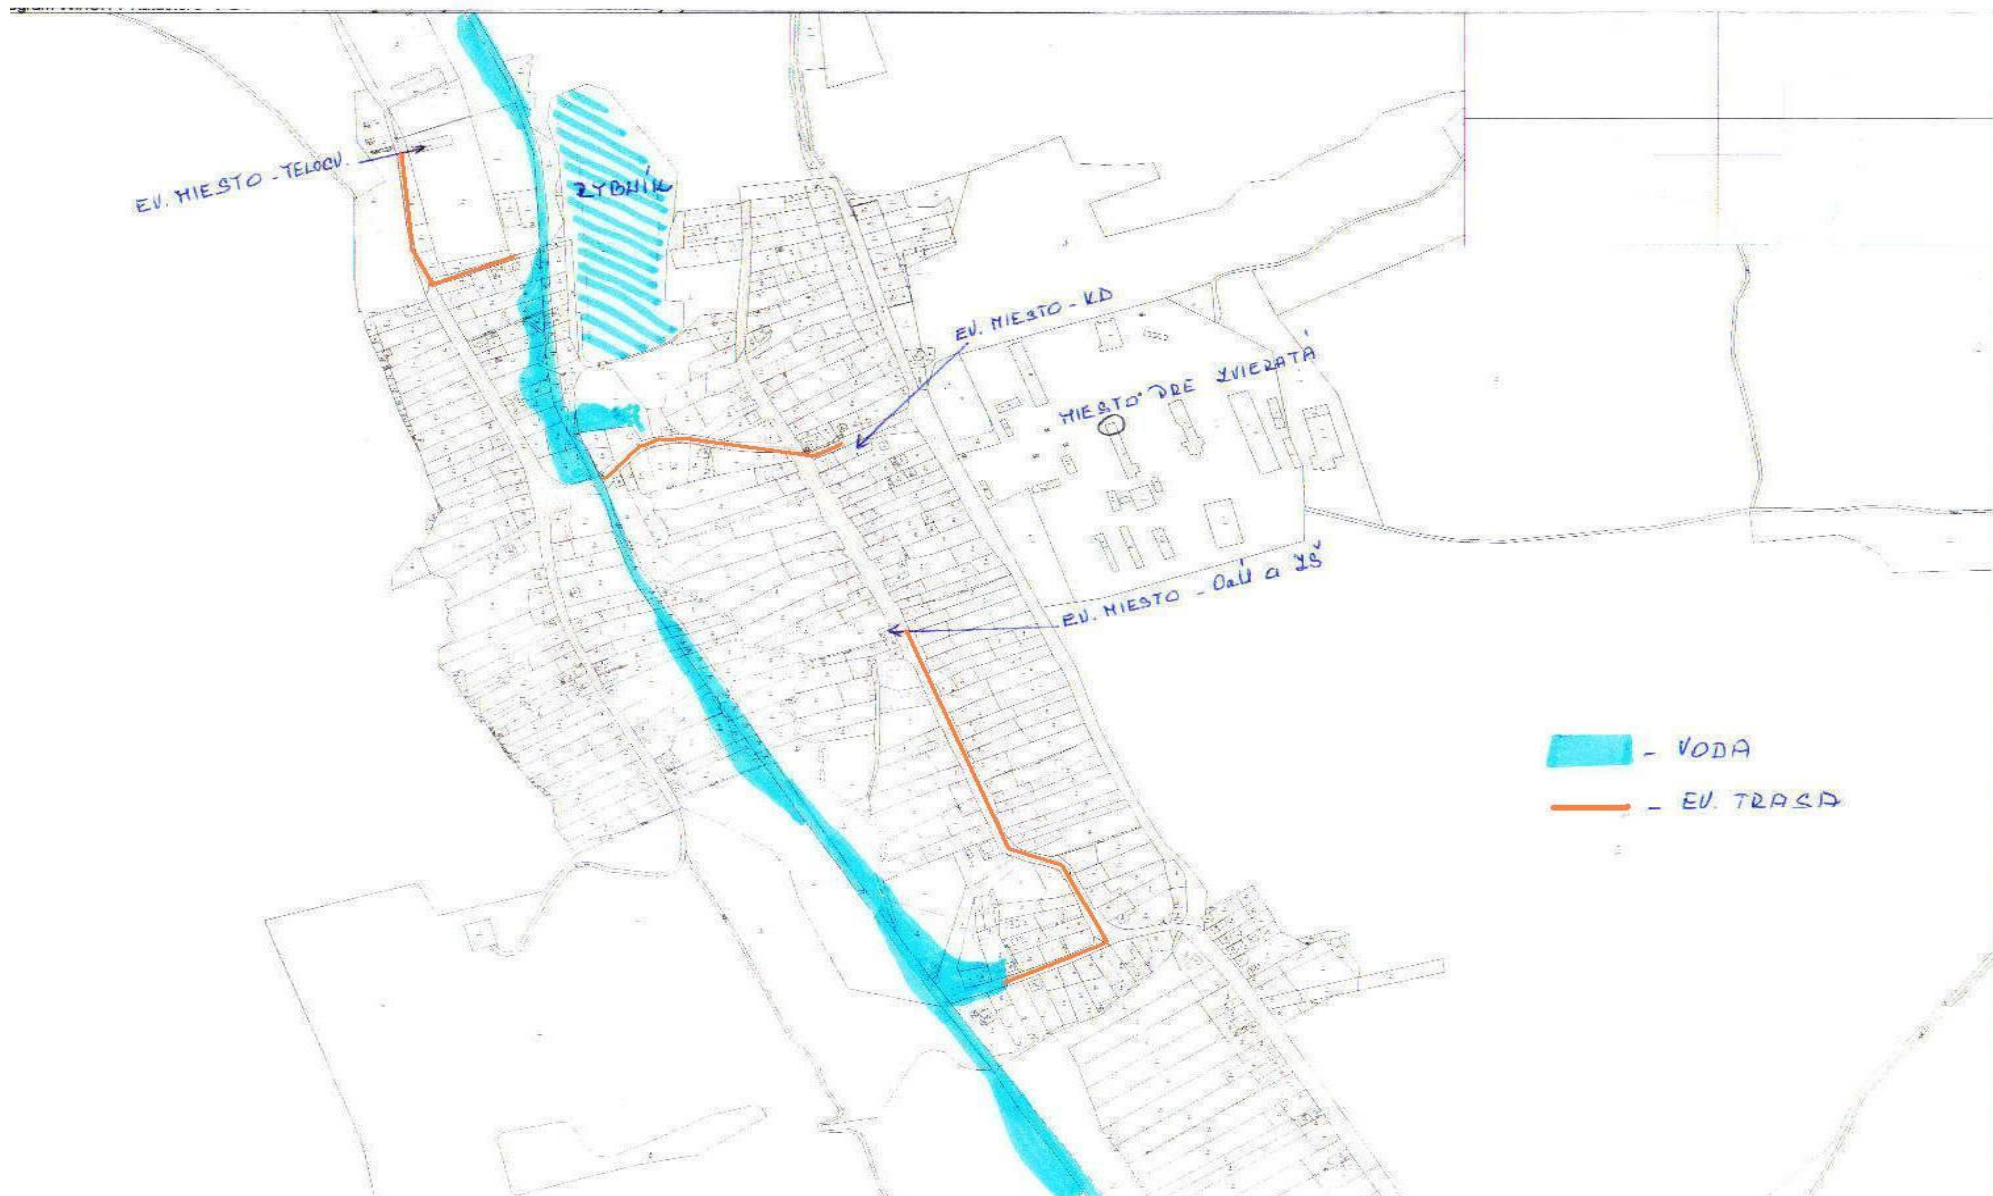 EV. MIESTO - TELOCV.
RYBNÍK
EV. MIESTO - KD
MIESTO PRE ZVIERATÁ
EV. MIESTO - OcÚ a ZŠ
- VODA
- EV. TRASA